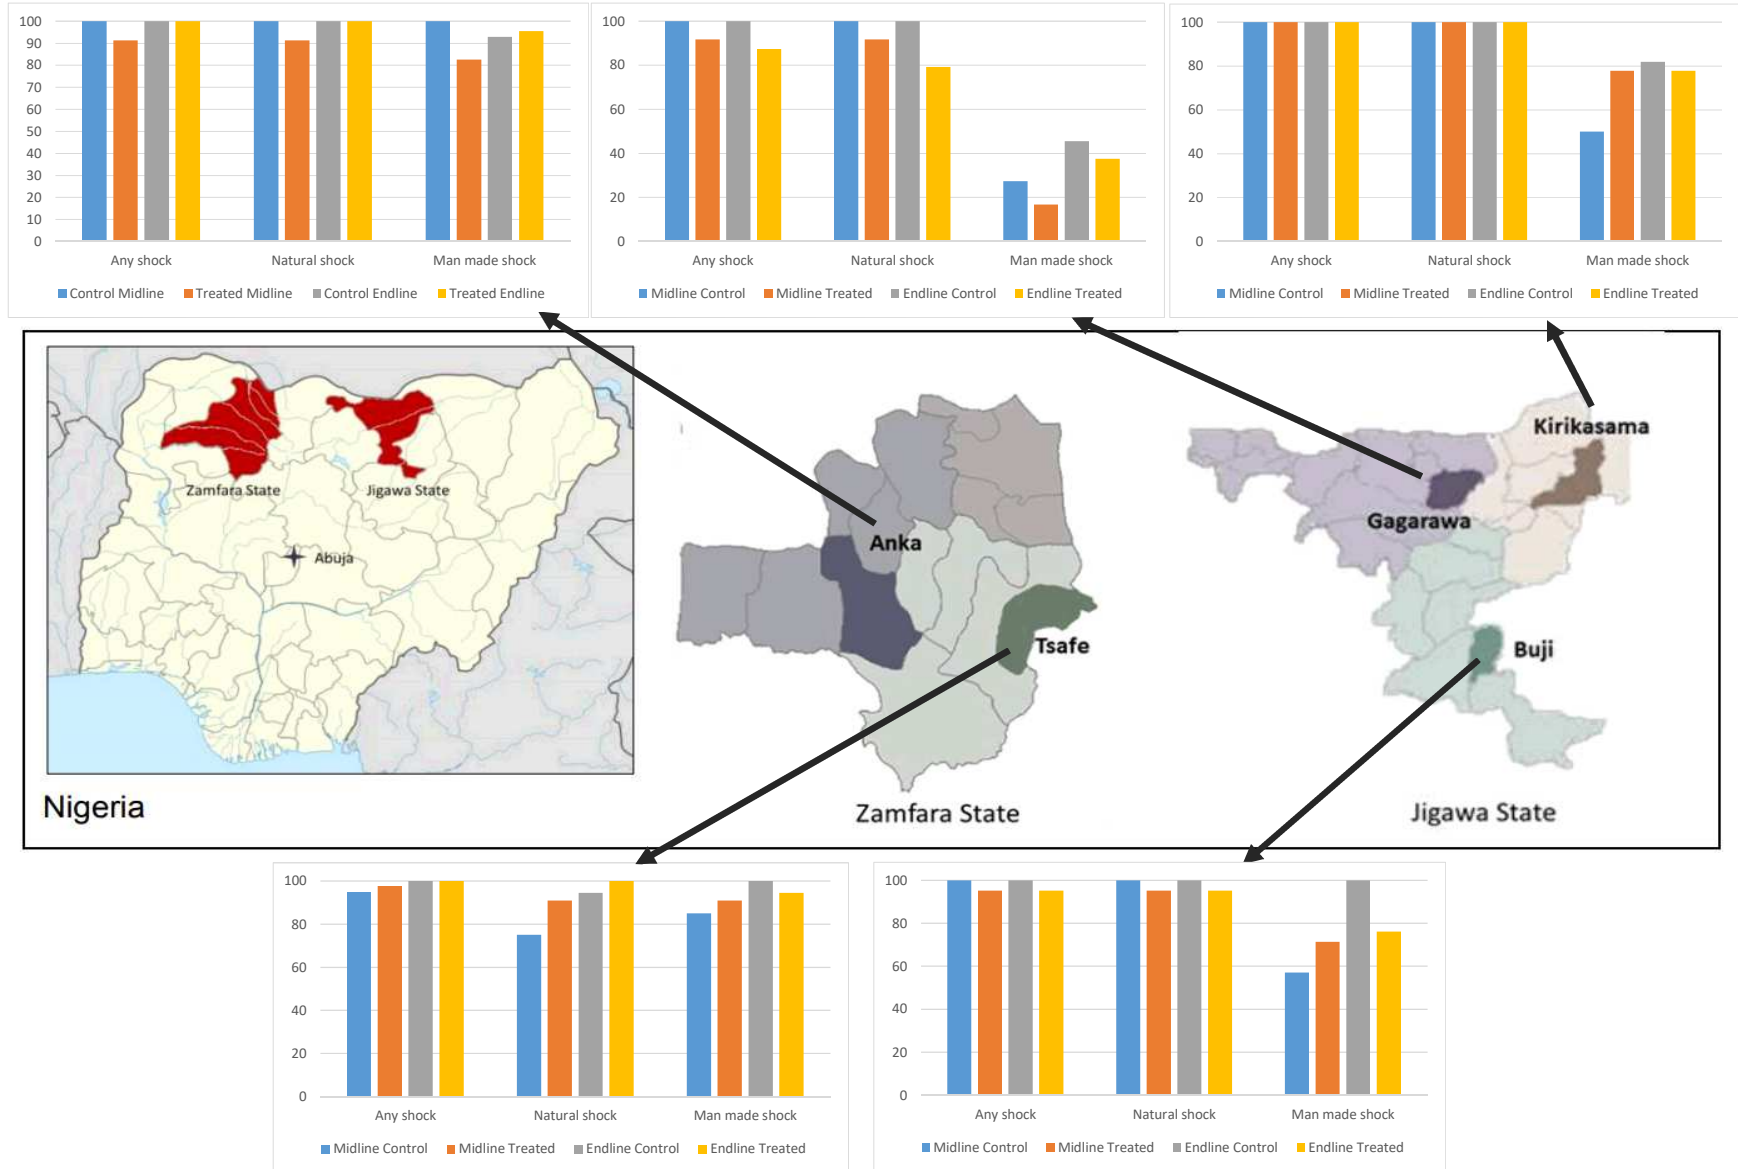 100
90
80
70
60
50
40
30
20
10
0
Any shock Natural shock Man made shock
Control Midline Treated Midline Control Endline Treated Endline
100
80
60
40
20
0
Any shock Natural shock Man made shock
Midline Control Midline Treated Endline Control Endline Treated
100
80
60
40
20
0
Any shock Natural shock Man made shock
Midline Control Midline Treated Endline Control Endline Treated
Zamfara State
Jigawa State
Abuja
Nigeria
Anka
Tsafe
Zamfara State
Kirikasama
Gagarawa
Buji
Jigawa State
100
80
60
40
20
0
Any shock Natural shock Man made shock
Midline Control Midline Treated Endline Control Endline Treated
100
80
60
40
20
0
Any shock Natural shock Man made shock
Midline Control Midline Treated Endline Control Endline Treated